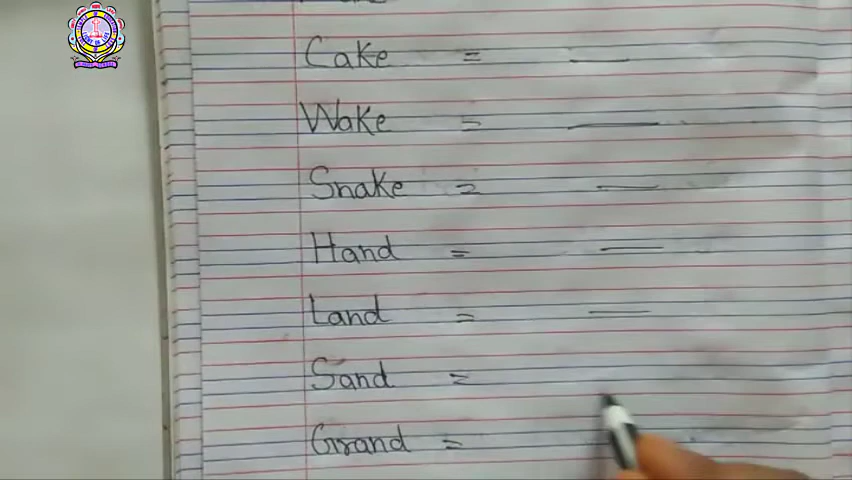 Cake =
Wake =
Snake =
Hand =
Land =
Sand =
Grand =